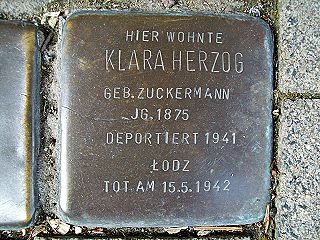 HIER WOHNTE
KLARA HERZOG
GEB. ZUCKERMANN
JG. 1875
DEPORTIERT 1941
ŁODZ
TOT AM 15.5.1942